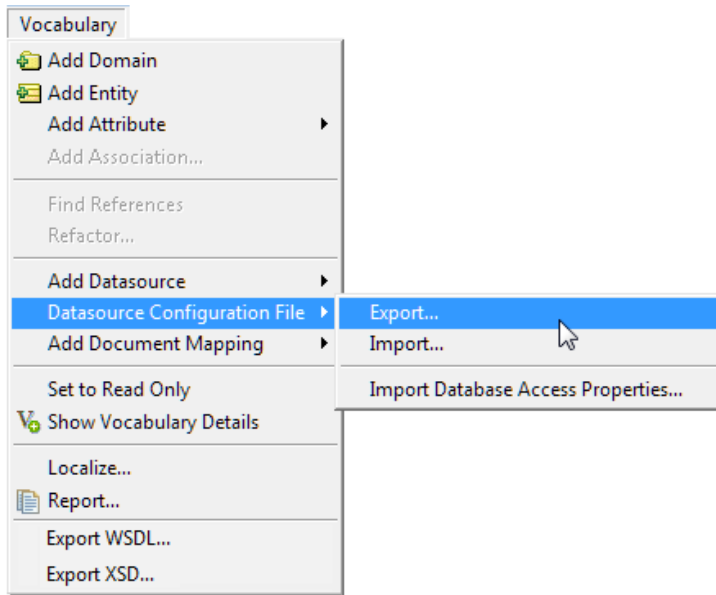 Vocabulary
Add Domain
Add Entity
Add Attribute
Add Association...
Find References
Refactor...
Add Datasource
Datasource Configuration File
Export...
Add Document Mapping
Import...
Set to Read Only
Import Database Access Properties...
Show Vocabulary Details
Localize...
Report...
Export WSDL...
Export XSD...